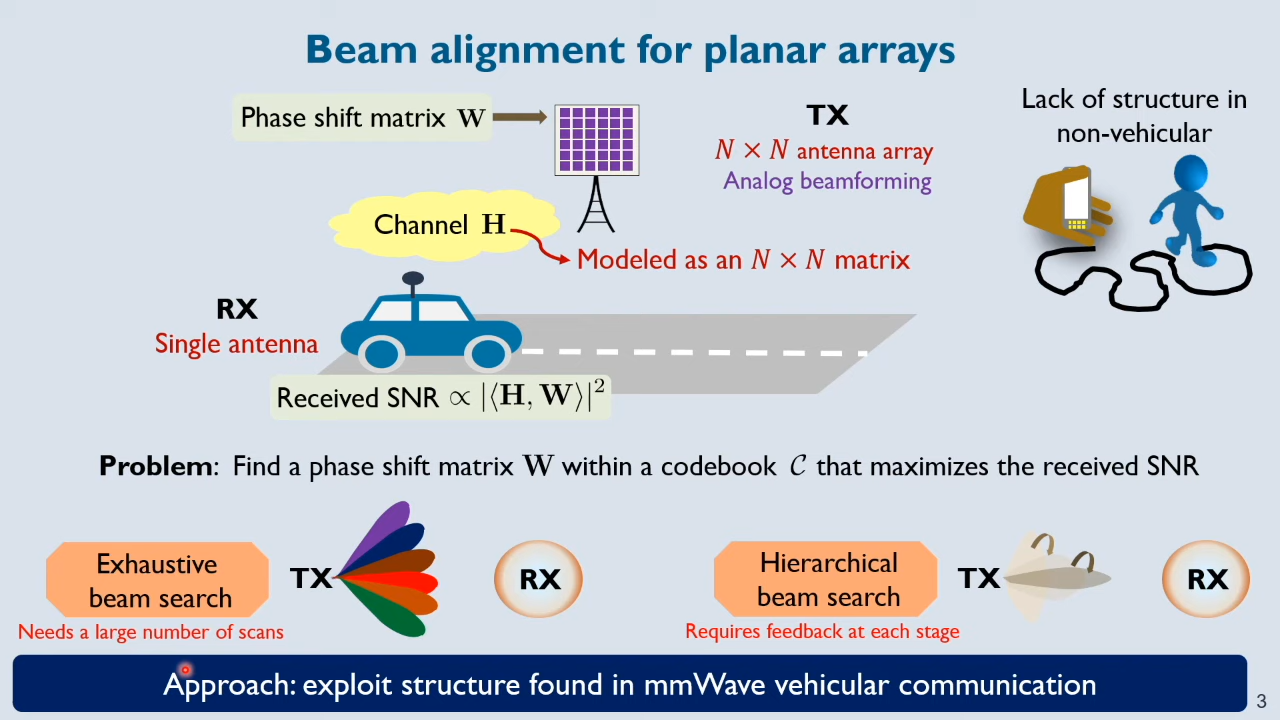 Beam alignment for planar arrays
Phase shift matrix W
TX
N × N antenna array
Analog beamforming
Lack of structure in
non-vehicular
Channel H
Modeled as an N × N matrix
RX
Single antenna
Received SNR ∝ |⟨H, W⟩|²
Problem: Find a phase shift matrix W within a codebook 𝒞 that maximizes the received SNR
Exhaustive
beam search
Needs a large number of scans
TX
RX
Hierarchical
beam search
Requires feedback at each stage
TX
RX
Approach: exploit structure found in mmWave vehicular communication
3